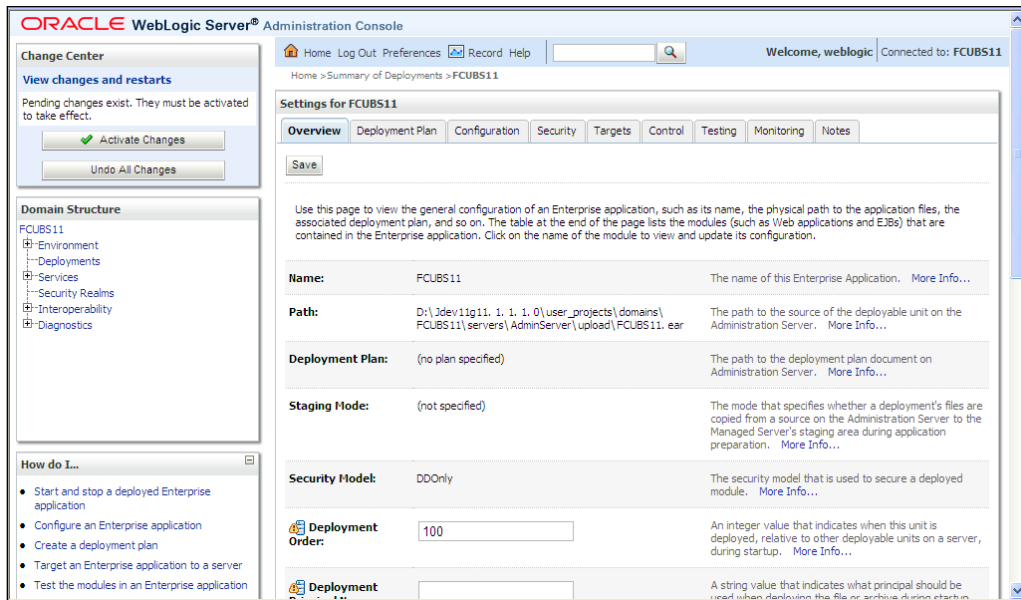 ORACLE WebLogic Server® Administration Console
Change Center
View changes and restarts
Pending changes exist. They must be activated
to take effect.
Activate Changes
Undo All Changes
Domain Structure
FCUBS11
Environment
Deployments
Services
Security Realms
Interoperability
Diagnostics
How do I...
Start and stop a deployed Enterprise
application
Configure an Enterprise application
Create a deployment plan
Target an Enterprise application to a server
Test the modules in an Enterprise application
Home Log Out Preferences Record Help
Welcome, weblogic Connected to: FCUBS11
Home >Summary of Deployments >FCUBS11
Settings for FCUBS11
Overview Deployment Plan Configuration Security Targets Control Testing Monitoring Notes
Save
Use this page to view the general configuration of an Enterprise application, such as its name, the physical path to the application files, the
associated deployment plan, and so on. The table at the end of the page lists the modules (such as Web applications and EJBs) that are
contained in the Enterprise application. Click on the name of the module to view and update its configuration.
Name: FCUBS11 The name of this Enterprise Application. More Info...
Path: D:\Jdev11g11. 1. 1. 1. 0\user_projects\domains\ The path to the source of the deployable unit on the
FCUBS11\servers\AdminServer\upload\FCUBS11. ear Administration Server. More Info...
Deployment Plan: (no plan specified) The path to the deployment plan document on
Administration Server. More Info...
Staging Mode: (not specified) The mode that specifies whether a deployment's files are
copied from a source on the Administration Server to the
Managed Server's staging area during application
preparation. More Info...
Security Model: DDOnly The security model that is used to secure a deployed
module. More Info...
Deployment 100 An integer value that indicates when this unit is
Order: deployed, relative to other deployable units on a server,
during startup. More Info...
Deployment A string value that indicates what principal should be
used when deploying the file or archive during startup